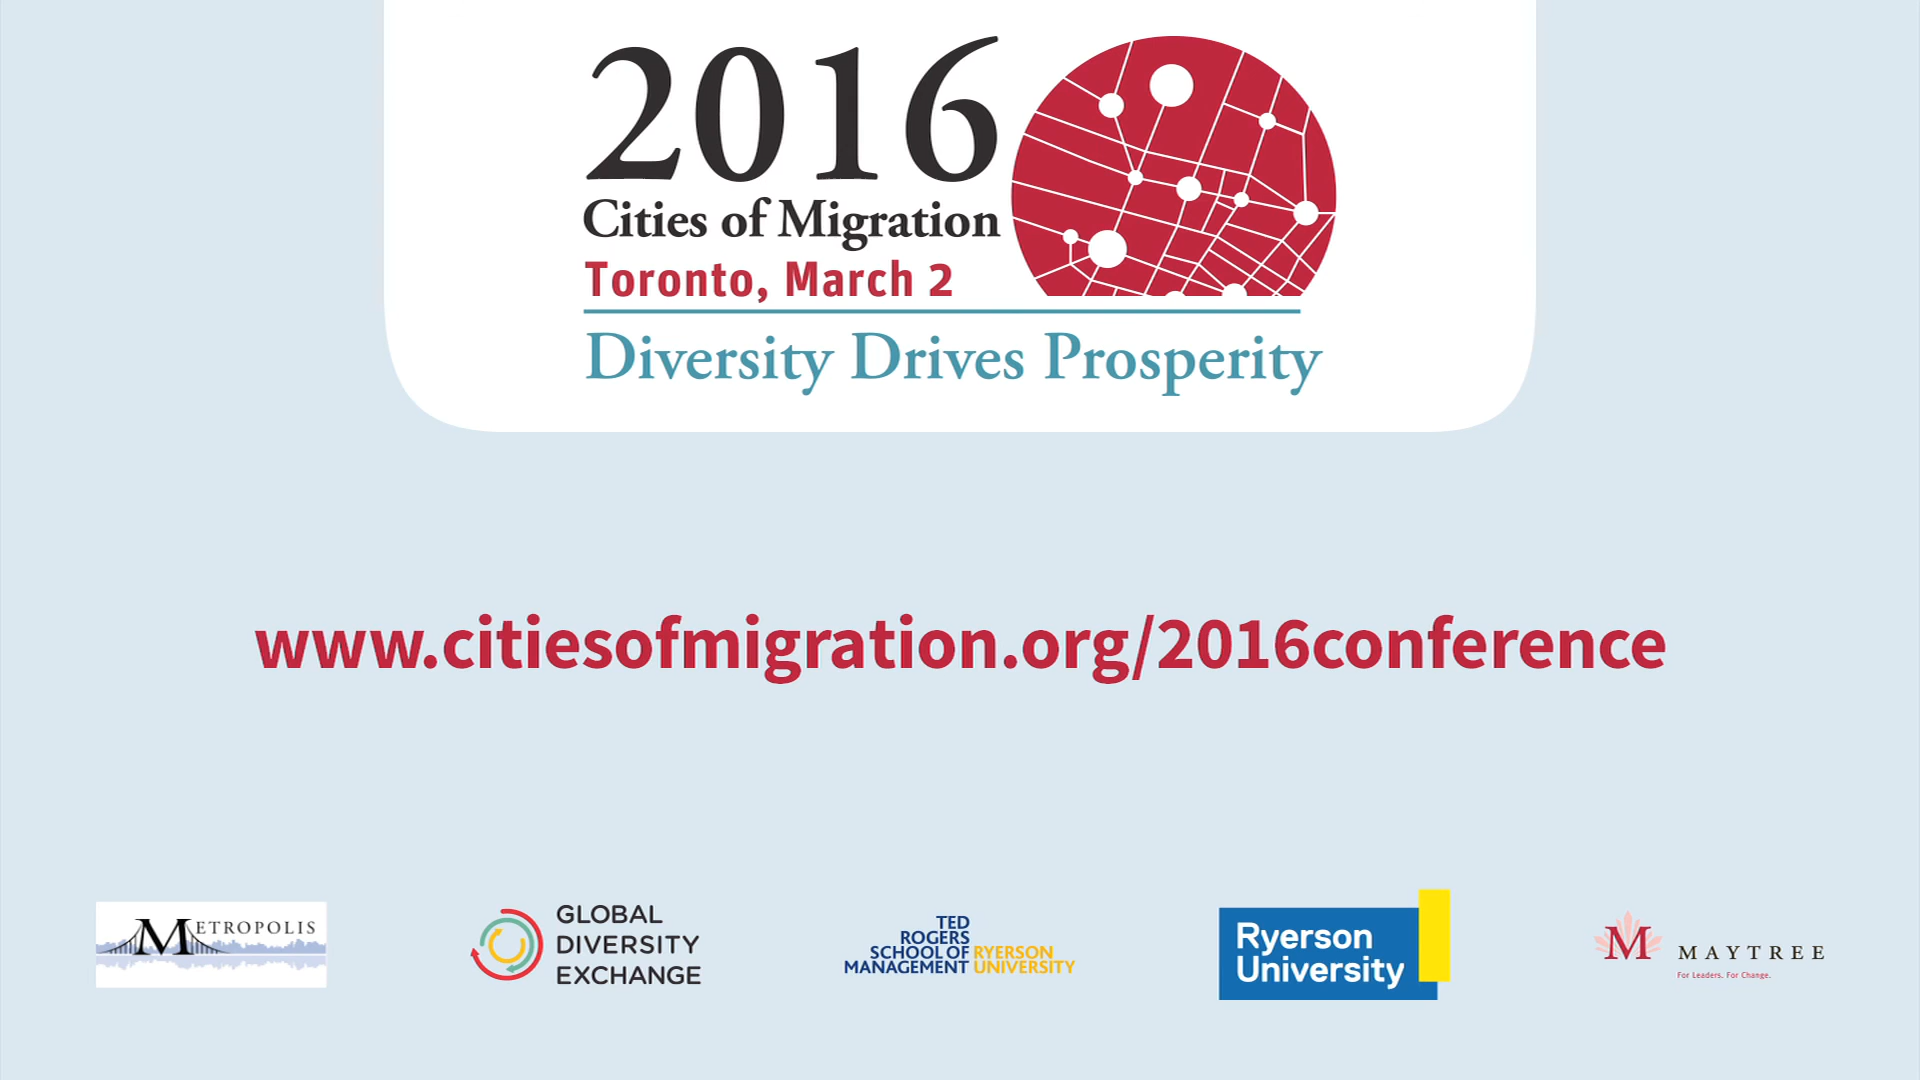 2016
Cities of Migration
Toronto, March 2
Diversity Drives Prosperity
www.citiesofmigration.org/2016conference
METROPOLIS
GLOBAL
DIVERSITY
EXCHANGE
TED
ROGERS
SCHOOL OF RYERSON
MANAGEMENT UNIVERSITY
Ryerson
University
M MAYTREE
For Leaders. For Change.